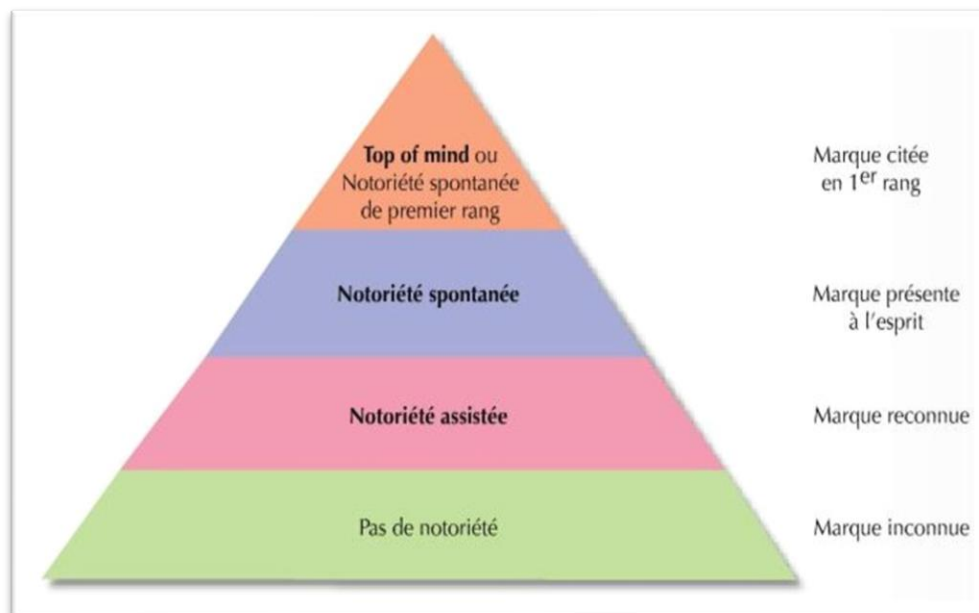 Top of mind ou
Notoriété spontanée
de premier rang
Marque citée
en 1er rang
Notoriété spontanée
Marque présente
à l'esprit
Notoriété assistée
Marque reconnue
Pas de notoriété
Marque inconnue